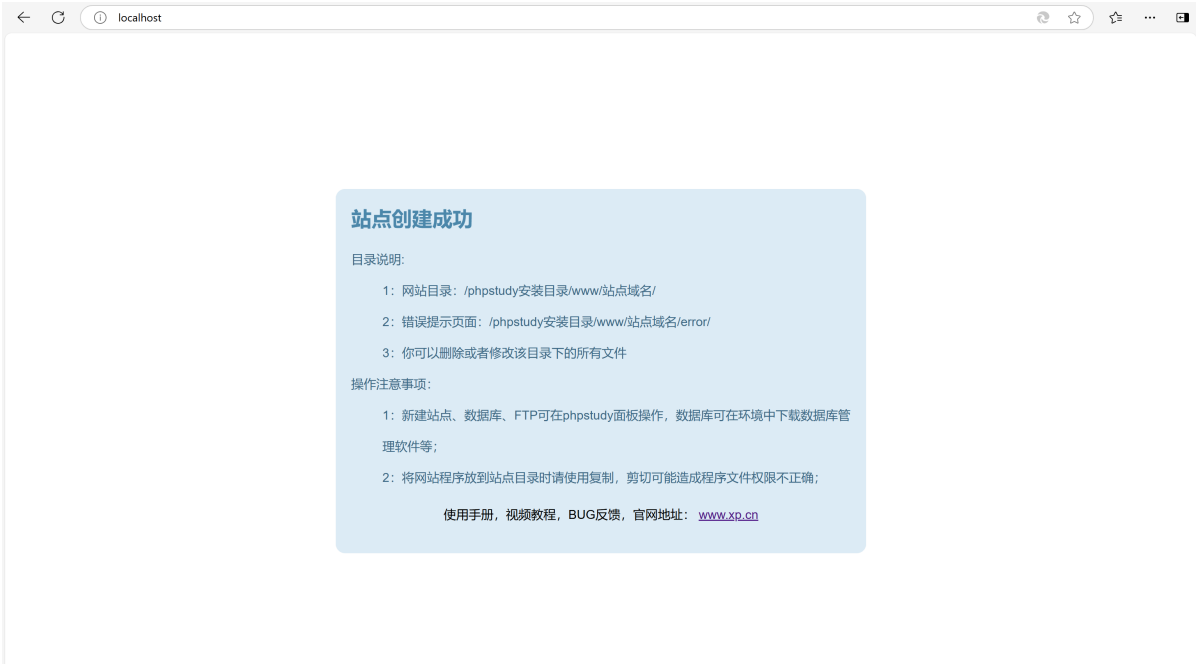 localhost
站点创建成功
目录说明:
1：网站目录：/phpstudy安装目录/www/站点域名/
2：错误提示页面：/phpstudy安装目录/www/站点域名/error/
3：你可以删除或者修改该目录下的所有文件
操作注意事项：
1：新建站点、数据库、FTP可在phpstudy面板操作，数据库可在环境中下载数据库管
理软件等；
2：将网站程序放到站点目录时请使用复制，剪切可能造成程序文件权限不正确；
使用手册，视频教程，BUG反馈，官网地址： www.xp.cn